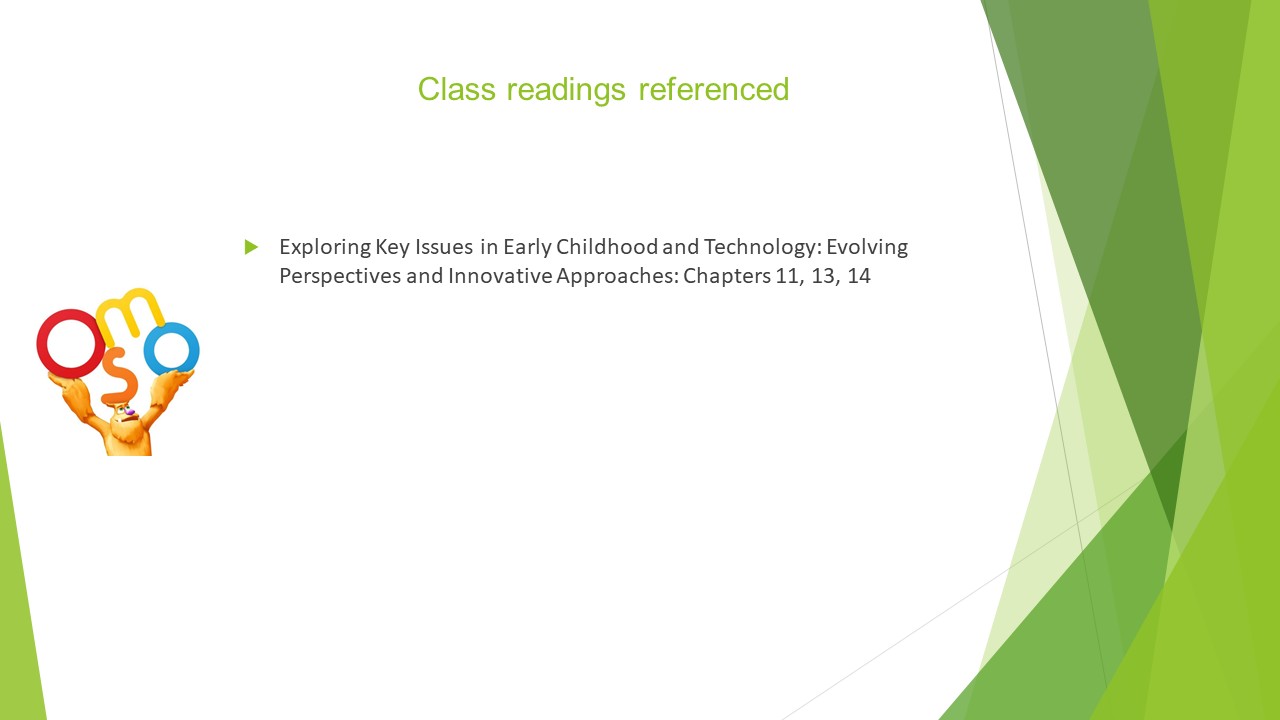 Class readings referenced
Exploring Key Issues in Early Childhood and Technology: Evolving
Perspectives and Innovative Approaches: Chapters 11, 13, 14
Osmo